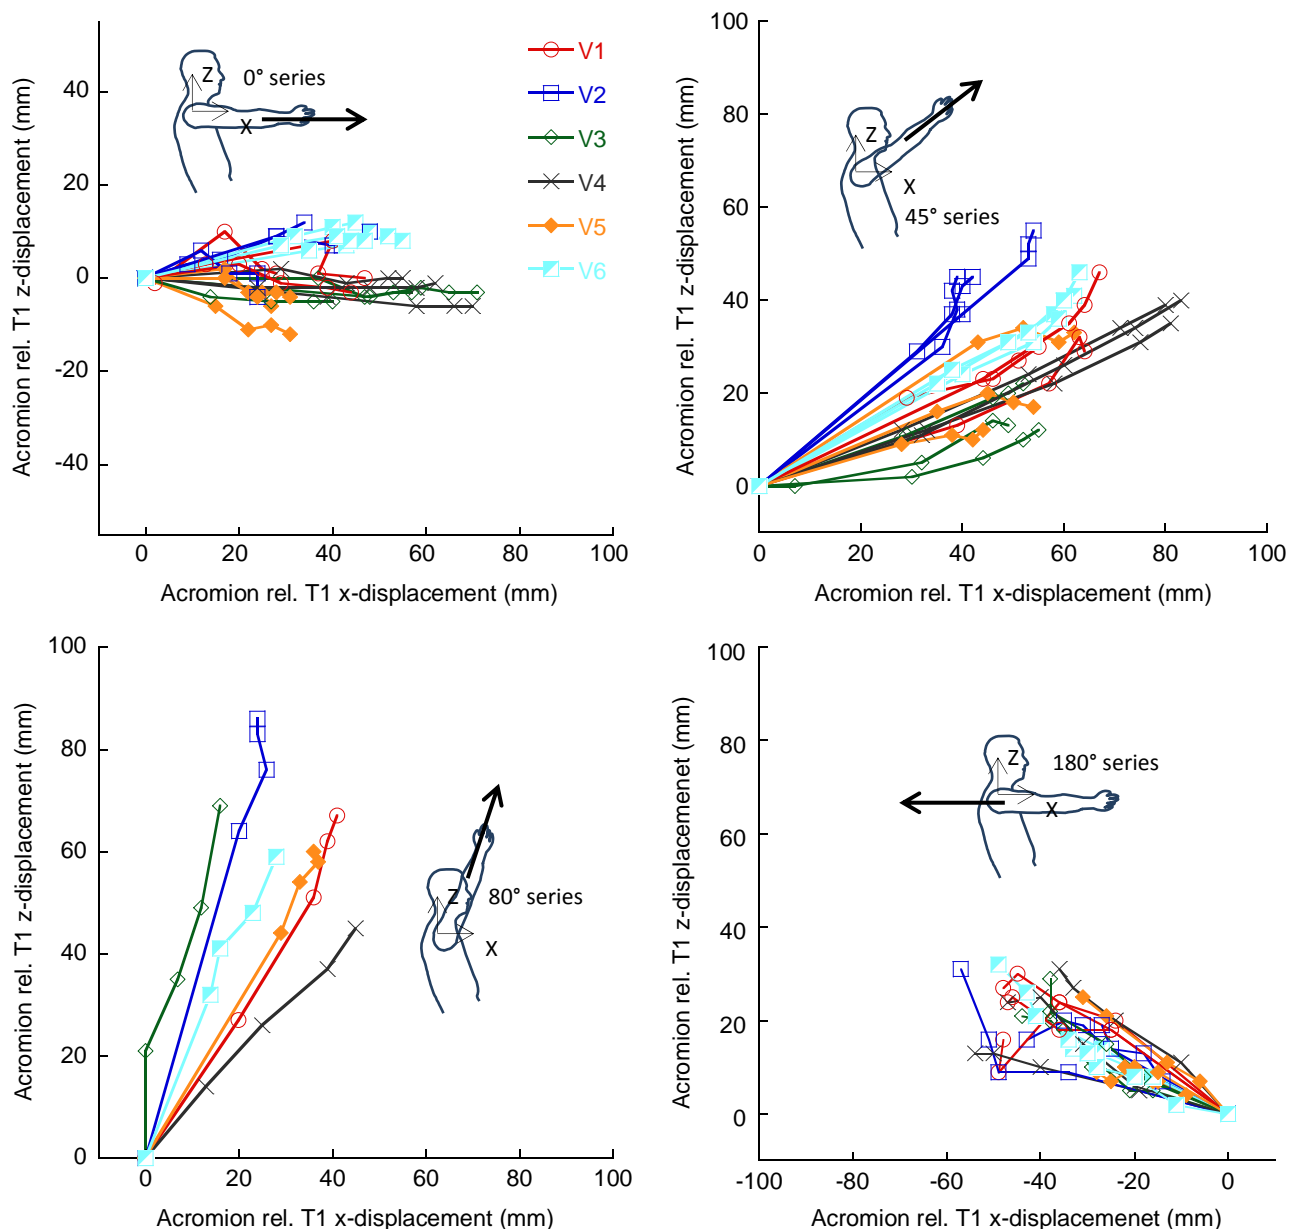 Acromion rel. T1 z-displacement (mm)
40
20
0
-20
-40
0 20 40 60 80 100
Acromion rel. T1 x-displacement (mm)
Z
X
0° series
V1
V2
V3
V4
V5
V6
Acromion rel. T1 z-displacement (mm)
100
80
60
40
20
0
0 20 40 60 80 100
Acromion rel. T1 x-displacement (mm)
Z
X
45° series
Acromion rel. T1 z-displacement (mm)
100
80
60
40
20
0
0 20 40 60 80 100
Acromion rel. T1 x-displacement (mm)
Z
80° series
X
Acromion rel. T1 z-displacemenet (mm)
100
80
60
40
20
0
-100 -80 -60 -40 -20 0
Acromion rel. T1 x-displacemenet (mm)
Z
180° series
X